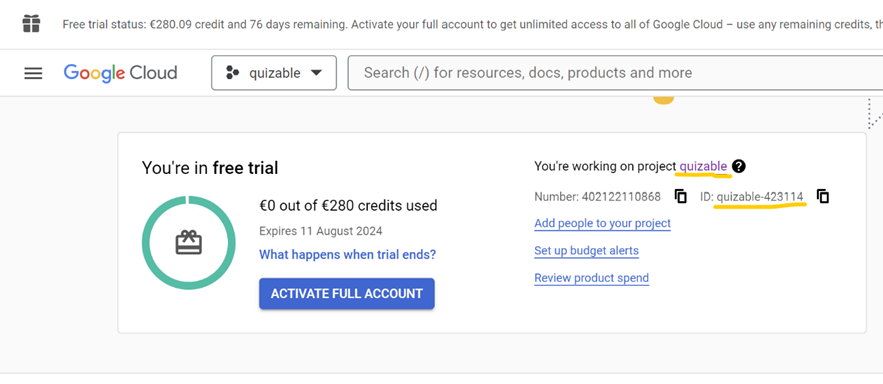 Free trial status: €280.09 credit and 76 days remaining. Activate your full account to get unlimited access to all of Google Cloud – use any remaining credits,
Google Cloud
quizable
Search (/) for resources, docs, products and more
You're in free trial
€0 out of €280 credits used
Expires 11 August 2024
What happens when trial ends?
ACTIVATE FULL ACCOUNT
You're working on project quizable
Number: 402122110868 ID: quizable-423114
Add people to your project
Set up budget alerts
Review product spend